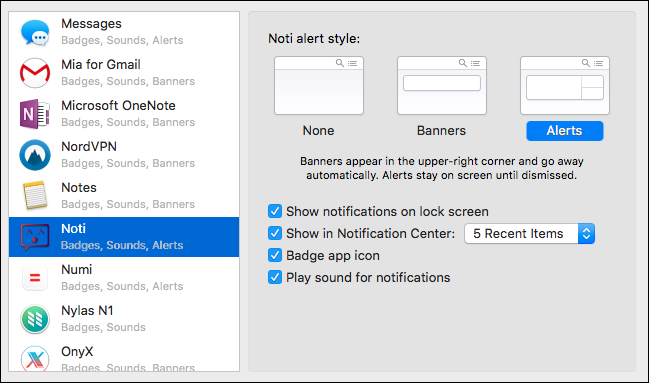 Messages
Badges, Sounds, Alerts
Mia for Gmail
Badges, Sounds, Banners
Microsoft OneNote
Badges, Sounds, Banners
NordVPN
Badges, Sounds, Banners
Notes
Badges, Sounds, Banners
Noti
Badges, Sounds, Alerts
Numi
Badges, Sounds, Alerts
Nylas N1
Badges, Sounds
OnyX
Badges, Sounds, Banners
Noti alert style:
None
Banners
Alerts
Banners appear in the upper-right corner and go away
automatically. Alerts stay on screen until dismissed.
Show notifications on lock screen
Show in Notification Center: 5 Recent Items
Badge app icon
Play sound for notifications